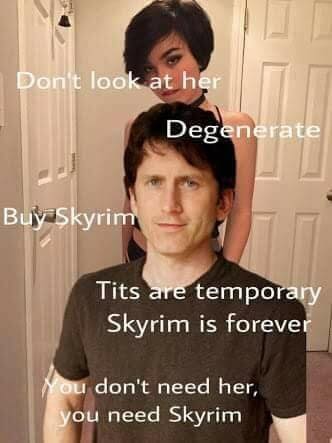 Don't look at her
Degenerate
Buy Skyrim
Tits are temporary
Skyrim is forever
You don't need her,
you need Skyrim